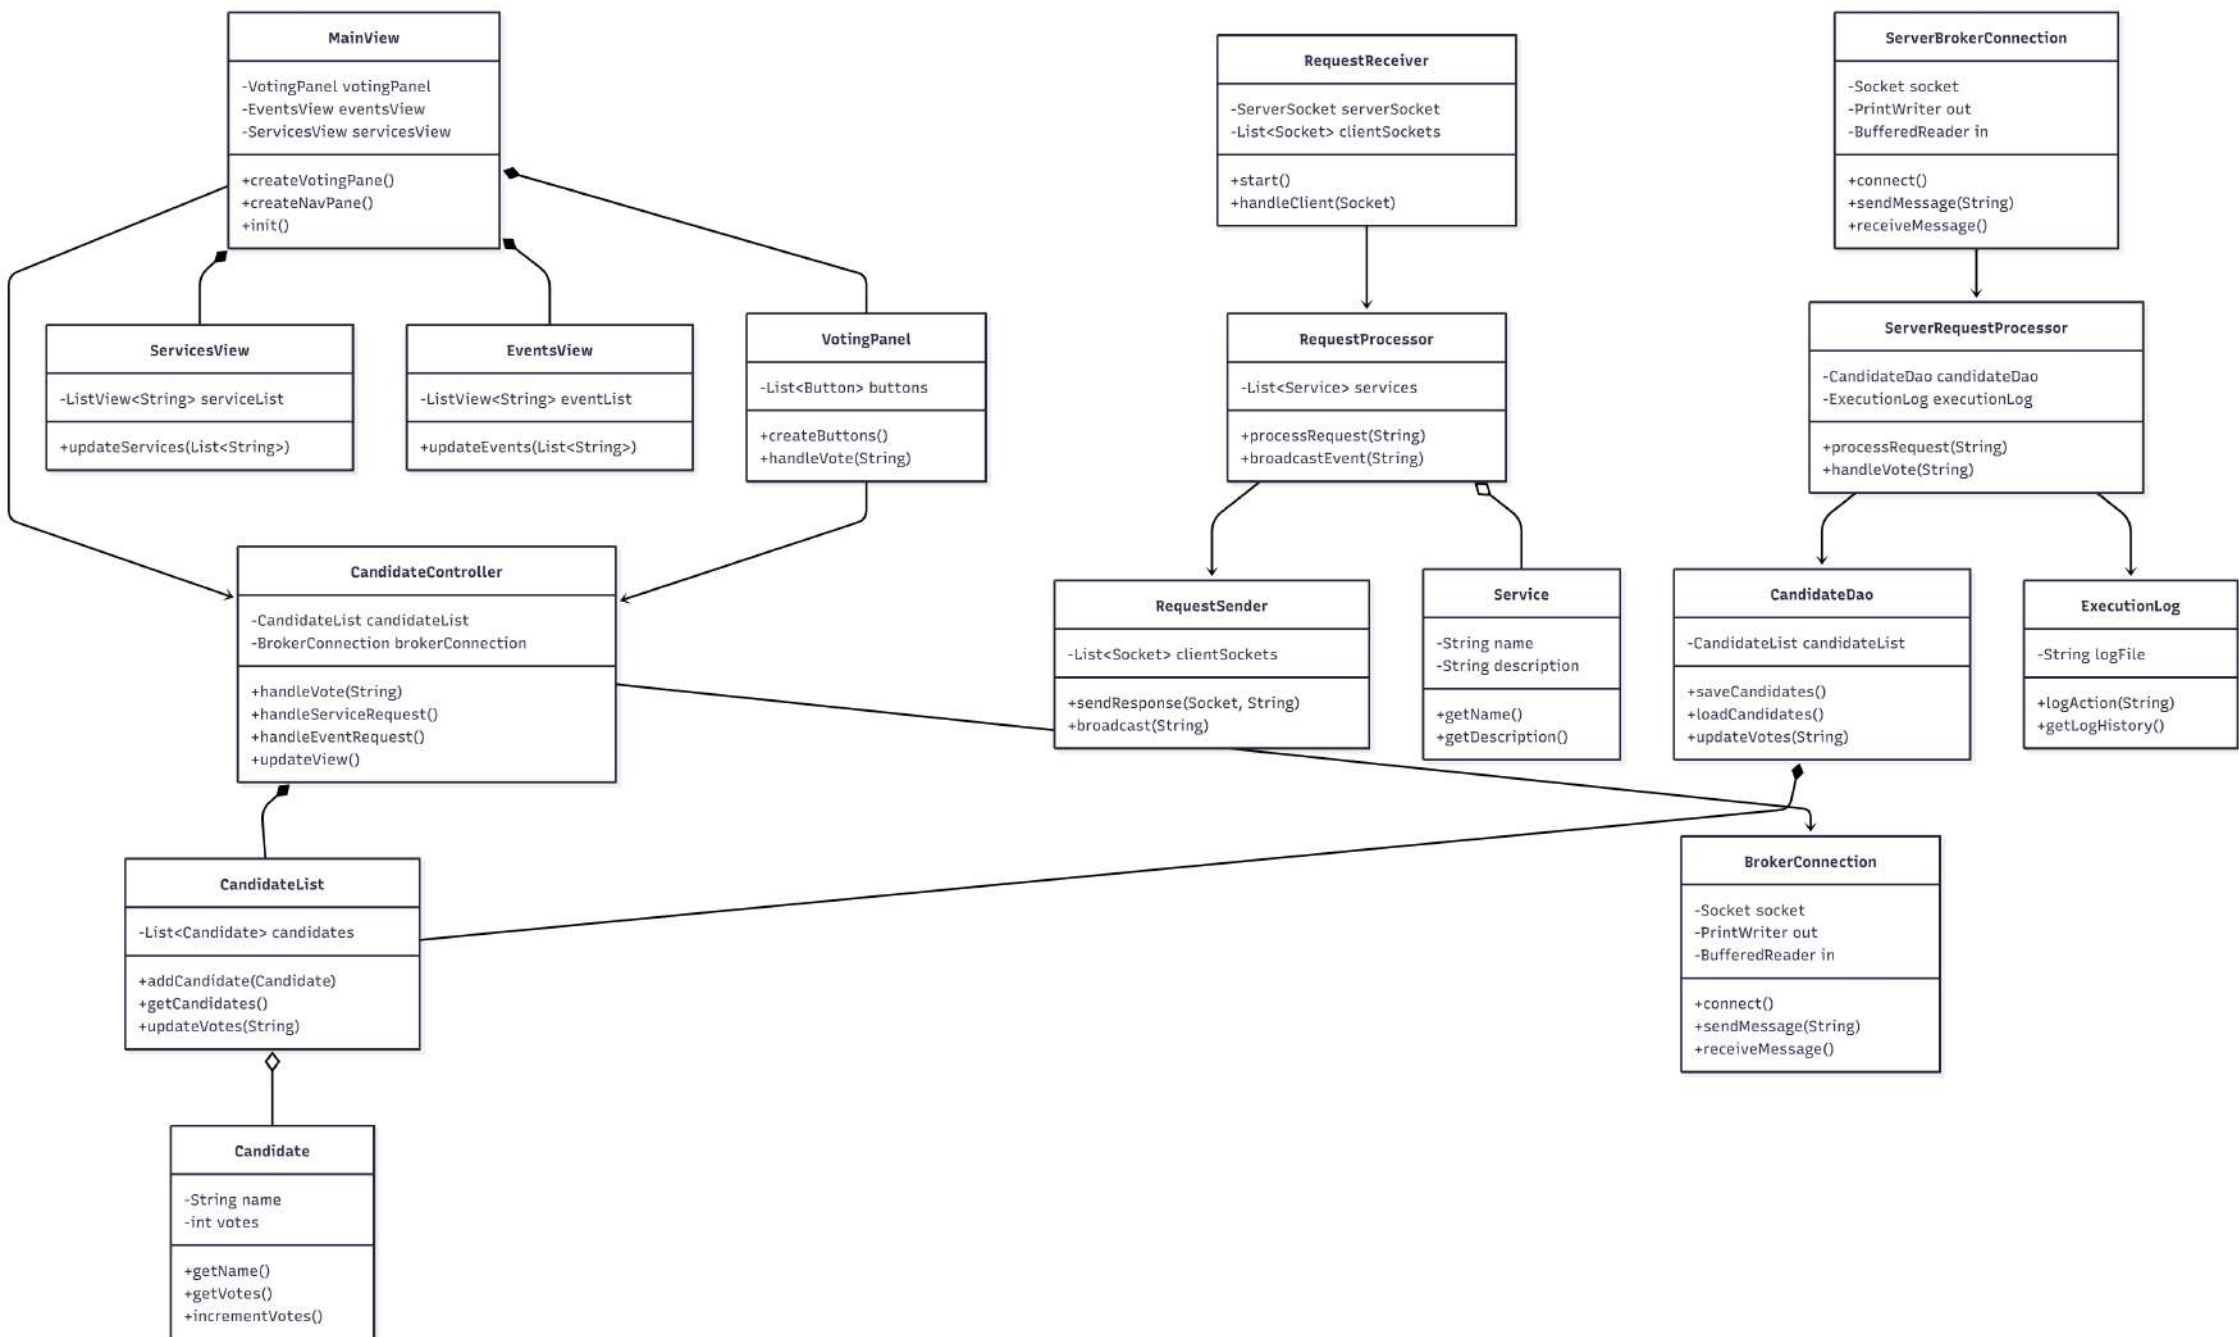 MainView
-VotingPanel votingPanel
-EventsView eventsView
-ServicesView servicesView
+createVotingPane()
+createNavPane()
+init()
RequestReceiver
-ServerSocket serverSocket
-List<Socket> clientSockets
+start()
+handleClient(Socket)
ServerBrokerConnection
-Socket socket
-PrintWriter out
-BufferedReader in
+connect()
+sendMessage(String)
+receiveMessage()
ServicesView
-ListView<String> serviceList
+updateServices(List<String>)
EventsView
-ListView<String> eventList
+updateEvents(List<String>)
VotingPanel
-List<Button> buttons
+createButtons()
+handleVote(String)
RequestProcessor
-List<Service> services
+processRequest(String)
+broadcastEvent(String)
ServerRequestProcessor
-CandidateDao candidateDao
-ExecutionLog executionLog
+processRequest(String)
+handleVote(String)
CandidateController
-CandidateList candidateList
-BrokerConnection brokerConnection
+handleVote(String)
+handleServiceRequest()
+handleEventRequest()
+updateView()
RequestSender
-List<Socket> clientSockets
+sendResponse(Socket, String)
+broadcast(String)
Service
-String name
-String description
+getName()
+getDescription()
CandidateDao
-CandidateList candidateList
+saveCandidates()
+loadCandidates()
+updateVotes(String)
ExecutionLog
-String logFile
+logAction(String)
+getLogHistory()
CandidateList
-List<Candidate> candidates
+addCandidate(Candidate)
+getCandidates()
+updateVotes(String)
BrokerConnection
-Socket socket
-PrintWriter out
-BufferedReader in
+connect()
+sendMessage(String)
+receiveMessage()
Candidate
-String name
-int votes
+getName()
+getVotes()
+incrementVotes()